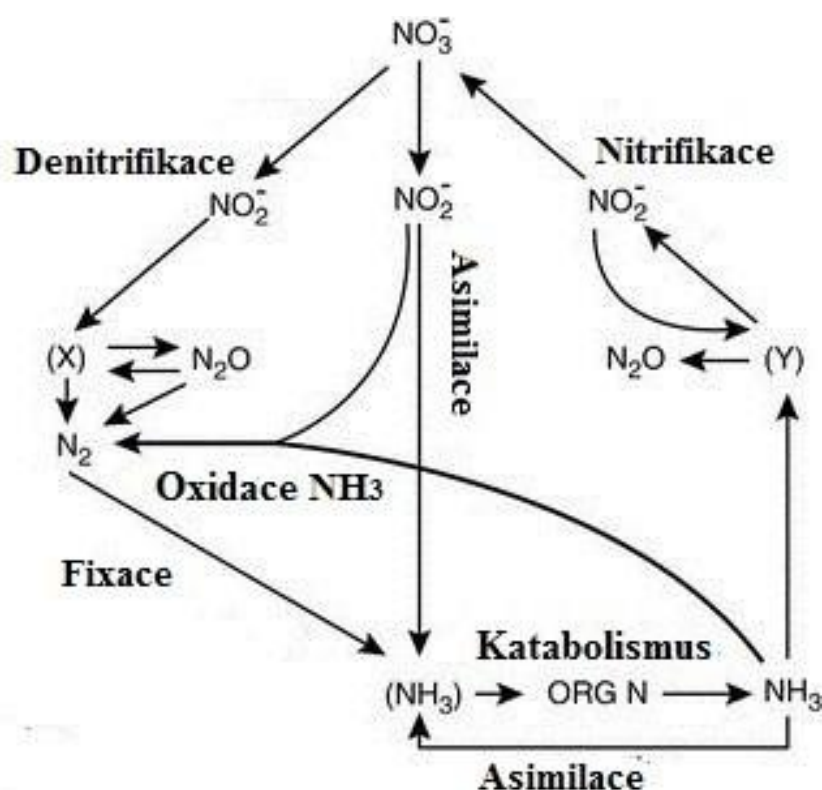 NO₃⁻
Denitrifikace
Nitrifikace
NO₂⁻ NO₂⁻ NO₂⁻
Asimilace
(X) N₂O N₂O (Y)
N₂
Oxidace NH₃
Fixace
Katabolismus
(NH₃) ORG N NH₃
Asimilace